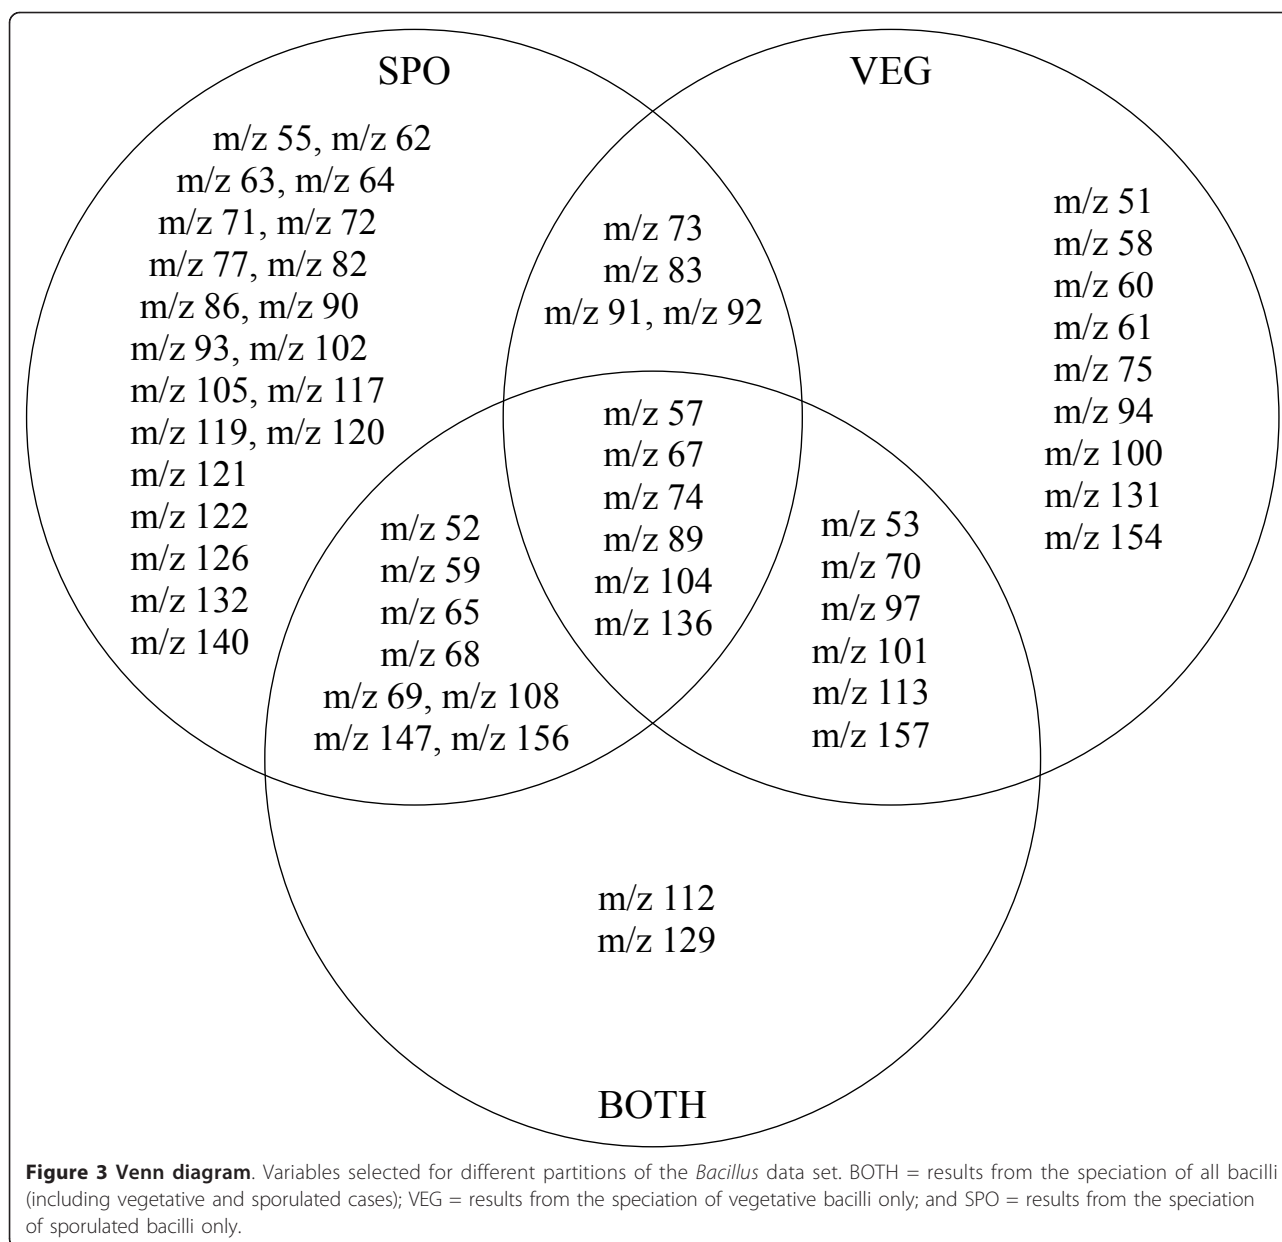 SPO
VEG
m/z 55, m/z 62
m/z 63, m/z 64
m/z 71, m/z 72
m/z 77, m/z 82
m/z 86, m/z 90
m/z 93, m/z 102
m/z 105, m/z 117
m/z 119, m/z 120
m/z 121
m/z 122
m/z 126
m/z 132
m/z 140
m/z 73
m/z 83
m/z 91, m/z 92
m/z 51
m/z 58
m/z 60
m/z 61
m/z 75
m/z 94
m/z 100
m/z 131
m/z 154
m/z 57
m/z 67
m/z 74
m/z 89
m/z 104
m/z 136
m/z 52
m/z 59
m/z 65
m/z 68
m/z 69, m/z 108
m/z 147, m/z 156
m/z 53
m/z 70
m/z 97
m/z 101
m/z 113
m/z 157
m/z 112
m/z 129
BOTH
Figure 3 Venn diagram. Variables selected for different partitions of the Bacillus data set. BOTH = results from the speciation of all bacilli
(including vegetative and sporulated cases); VEG = results from the speciation of vegetative bacilli only; and SPO = results from the speciation
of sporulated bacilli only.